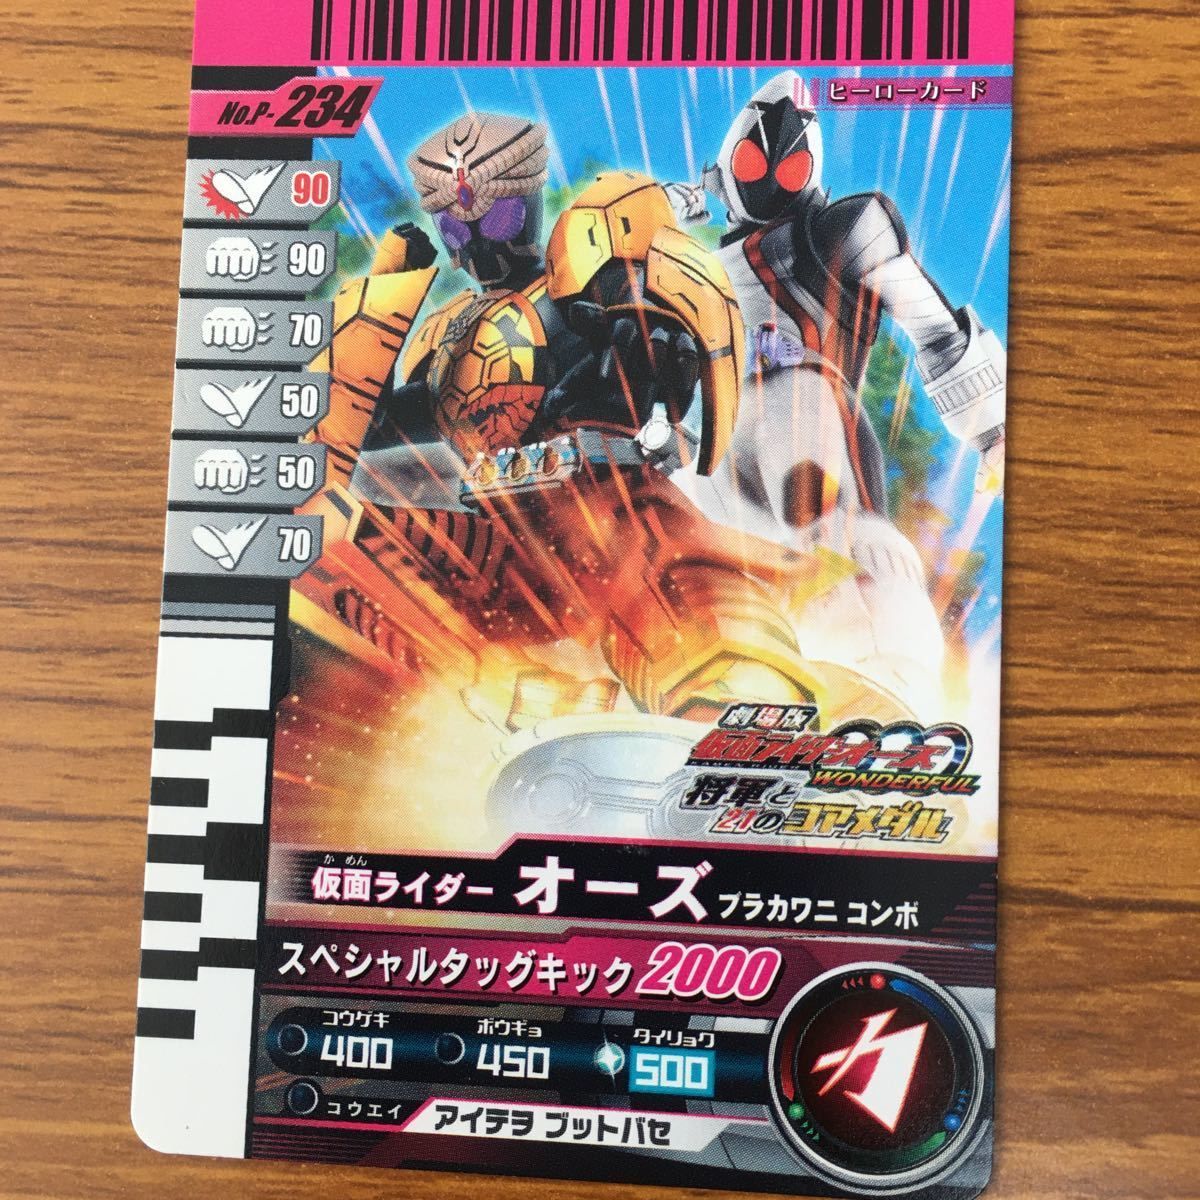 No.P-234
ヒーローカード
90
90
70
50
50
70
劇場版
仮面ライダーオーズ
WONDERFUL
将軍と
21のコアメダル
かめん
仮面ライダー オーズ ブラカワニ コンボ
スペシャルタッグキック 2000
コウゲキ ボウギョ タイリョク
400 450 500
コウエイ アイテヲ ブットバセ
力